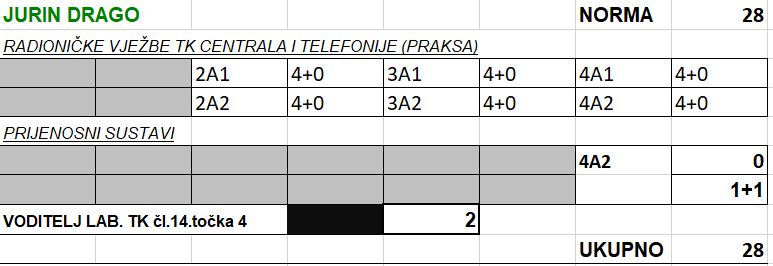 JURIN DRAGO NORMA 28
RADIONIČKE VJEŽBE TK CENTRALA I TELEFONIJE (PRAKSA)
2A1 4+0 3A1 4+0 4A1 4+0
2A2 4+0 3A2 4+0 4A2 4+0
PRIJENOSNI SUSTAVI
4A2 0
1+1
VODITELJ LAB. TK čl.14.točka 4 2
UKUPNO 28